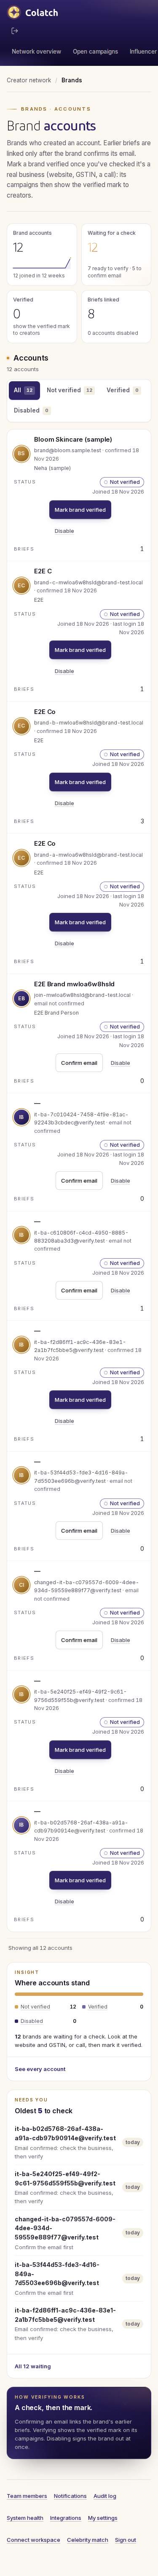 Colatch
Network overview Open campaigns Influencer
Creator network / Brands
BRANDS · ACCOUNTS
Brand accounts
Brands who created an account. Earlier briefs were
linked only after the brand confirms its email.
Mark a brand verified once you've checked it's a
real business (website, GSTIN, a call): its
campaigns then show the verified mark to
creators.
Brand accounts
12
12 joined in 12 weeks
Waiting for a check
12
7 ready to verify · 5 to
confirm email
Verified
0
show the verified mark
to creators
Briefs linked
8
0 accounts disabled
Accounts
12 accounts
All 12 Not verified 12 Verified 0
Disabled 0
BS
Bloom Skincare (sample)
brand@bloom.sample.test · confirmed 18
Nov 2026
Neha (sample)
STATUS Not verified
Joined 18 Nov 2026
Mark brand verified
Disable
BRIEFS 1
EC
E2E C
brand-c-mwloa6w8hsld@brand-test.local
· confirmed 18 Nov 2026
E2E
STATUS Not verified
Joined 18 Nov 2026 · last login 18
Nov 2026
Mark brand verified
Disable
BRIEFS 1
EC
E2E Co
brand-b-mwloa6w8hsld@brand-test.local
· confirmed 18 Nov 2026
E2E
STATUS Not verified
Joined 18 Nov 2026
Mark brand verified
Disable
BRIEFS 3
EC
E2E Co
brand-a-mwloa6w8hsld@brand-test.local
· confirmed 18 Nov 2026
E2E
STATUS Not verified
Joined 18 Nov 2026 · last login 18
Nov 2026
Mark brand verified
Disable
BRIEFS 1
EB
E2E Brand mwloa6w8hsld
join-mwloa6w8hsld@brand-test.local ·
email not confirmed
E2E Brand Person
STATUS Not verified
Joined 18 Nov 2026 · last login 18
Nov 2026
Confirm email Disable
BRIEFS 0
—
it-ba-7c010424-7458-4f9e-81ac-
92243b3cbdec@verify.test · email not
confirmed
STATUS Not verified
Joined 18 Nov 2026 · last login 18
Nov 2026
Confirm email Disable
BRIEFS 0
—
883208aba3d3@verify.test · email not
confirmed
STATUS Not verified
Joined 18 Nov 2026
Confirm email Disable
BRIEFS 1
—
it-ba-f2d86ff1-ac9c-436e-83e1-
2a1b7fc5bbe5@verify.test · confirmed 18
Nov 2026
STATUS Not verified
Joined 18 Nov 2026
Mark brand verified
Disable
BRIEFS 1
—
it-ba-53f44d53-fde3-4d16-849a-
7d5503ee696b@verify.test · email not
confirmed
STATUS Not verified
Joined 18 Nov 2026
Confirm email Disable
BRIEFS 0
CI
—
changed-it-ba-c079557d-6009-4dee-
934d-59559e889f77@verify.test · email
not confirmed
STATUS Not verified
Joined 18 Nov 2026
Confirm email Disable
BRIEFS 0
—
it-ba-5e240f25-ef49-49f2-9c61-
9756d559f55b@verify.test · confirmed 18
Nov 2026
STATUS Not verified
Joined 18 Nov 2026
Mark brand verified
Disable
BRIEFS 0
—
it-ba-b02d5768-26af-438a-a91a-
cdb97b90914e@verify.test · confirmed 18
Nov 2026
STATUS Not verified
Joined 18 Nov 2026
Mark brand verified
Disable
BRIEFS 0
Showing all 12 accounts
INSIGHT
Where accounts stand
Not verified 12 Verified 0
Disabled 0
12 brands are waiting for a check. Look at the
website and GSTIN, or call, then mark it verified.
See every account
NEEDS YOU
Oldest 5 to check
it-ba-b02d5768-26af-438a-
a91a-cdb97b90914e@verify.test
Email confirmed: check the business,
then verify
today
it-ba-5e240f25-ef49-49f2-
9c61-9756d559f55b@verify.test
Email confirmed: check the business,
then verify
today
changed-it-ba-c079557d-6009-
4dee-934d-
59559e889f77@verify.test
Confirm the email first
today
it-ba-53f44d53-fde3-4d16-
849a-
7d5503ee696b@verify.test
Confirm the email first
today
it-ba-f2d86ff1-ac9c-436e-83e1-
2a1b7fc5bbe5@verify.test
Email confirmed: check the business,
then verify
today
All 12 waiting
HOW VERIFYING WORKS
A check, then the mark.
Confirming an email links the brand's earlier
briefs. Verifying shows the verified mark on its
campaigns. Disabling signs the brand out at
once.
Team members Notifications Audit log
System health Integrations My settings
Connect workspace Celebrity match Sign out